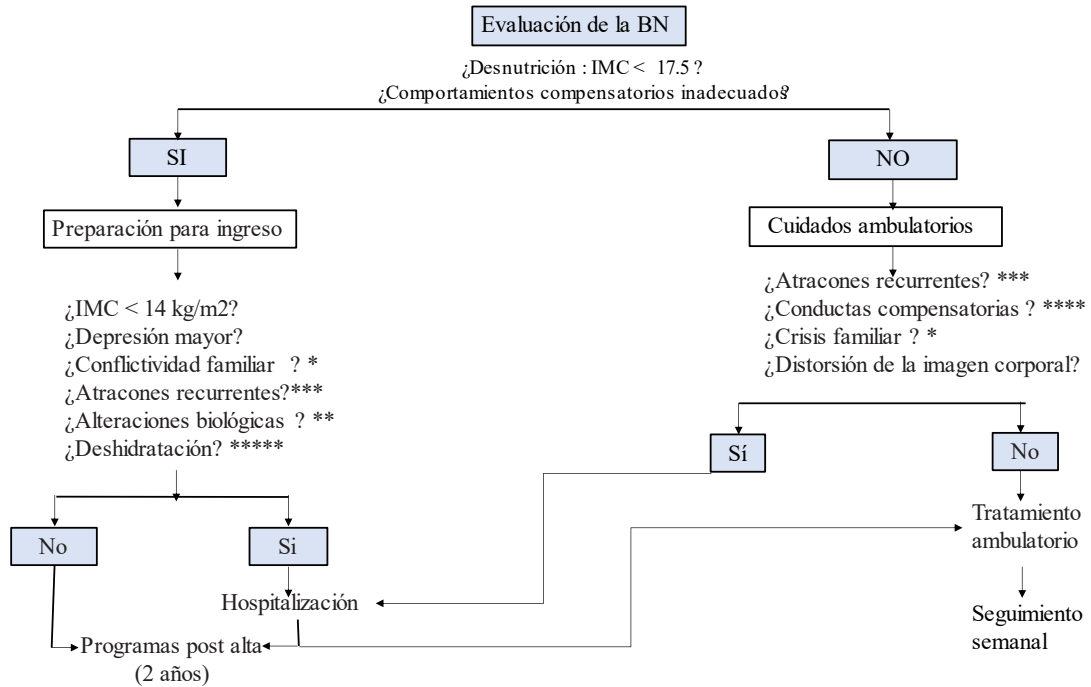 Evaluación de la BN
¿Desnutrición : IMC < 17.5 ?
¿Comportamientos compensatorios inadecuados?
SI
NO
Preparación para ingreso
Cuidados ambulatorios
¿IMC < 14 kg/m2?
¿Depresión mayor?
¿Conflictividad familiar ? *
¿Atracones recurrentes?***
¿Alteraciones biológicas ? **
¿Deshidratación? *****
¿Atracones recurrentes? ***
¿Conductas compensatorias ? ****
¿Crisis familiar ? *
¿Distorsión de la imagen corporal?
Sí
No
No
Si
Tratamiento
ambulatorio
Hospitalización
Seguimiento
semanal
Programas post alta
(2 años)